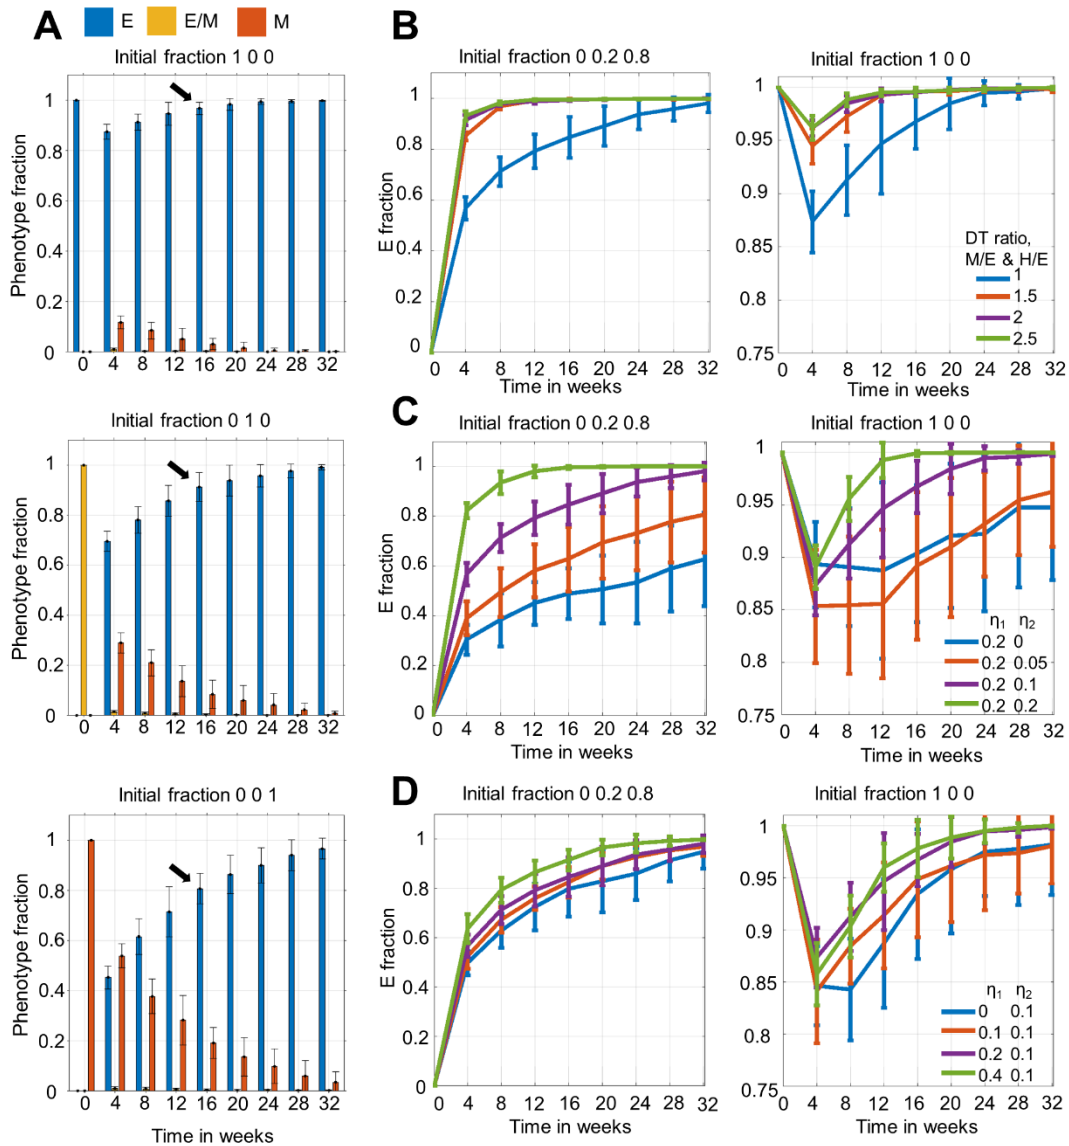 A
E
E/M
M
Initial fraction 1 0 0
Phenotype fraction
1
0.8
0.6
0.4
0.2
0
0 4 8 12 16 20 24 28 32
Initial fraction 0 1 0
Phenotype fraction
1
0.8
0.6
0.4
0.2
0
0 4 8 12 16 20 24 28 32
Initial fraction 0 0 1
Phenotype fraction
1
0.8
0.6
0.4
0.2
0
0 4 8 12 16 20 24 28 32
Time in weeks
B
Initial fraction 0 0.2 0.8
E fraction
1
0.8
0.6
0.4
0.2
0
0 4 8 12 16 20 24 28 32
Time in weeks
Initial fraction 1 0 0
1
0.95
0.9
0.85
0.8
0.75
DT ratio,
M/E & H/E
1
1.5
2
2.5
0 4 8 12 16 20 24 28 32
Time in weeks
C
Initial fraction 0 0.2 0.8
E fraction
1
0.8
0.6
0.4
0.2
0
0 4 8 12 16 20 24 28 32
Time in weeks
Initial fraction 1 0 0
1
0.95
0.9
0.85
0.8
0.75
η1 η2
0.2 0
0.2 0.05
0.2 0.1
0.2 0.2
0 4 8 12 16 20 24 28 32
Time in weeks
D
Initial fraction 0 0.2 0.8
E fraction
1
0.8
0.6
0.4
0.2
0
0 4 8 12 16 20 24 28 32
Time in weeks
Initial fraction 1 0 0
1
0.95
0.9
0.85
0.8
0.75
η1 η2
0 0.1
0.1 0.1
0.2 0.1
0.4 0.1
0 4 8 12 16 20 24 28 32
Time in weeks